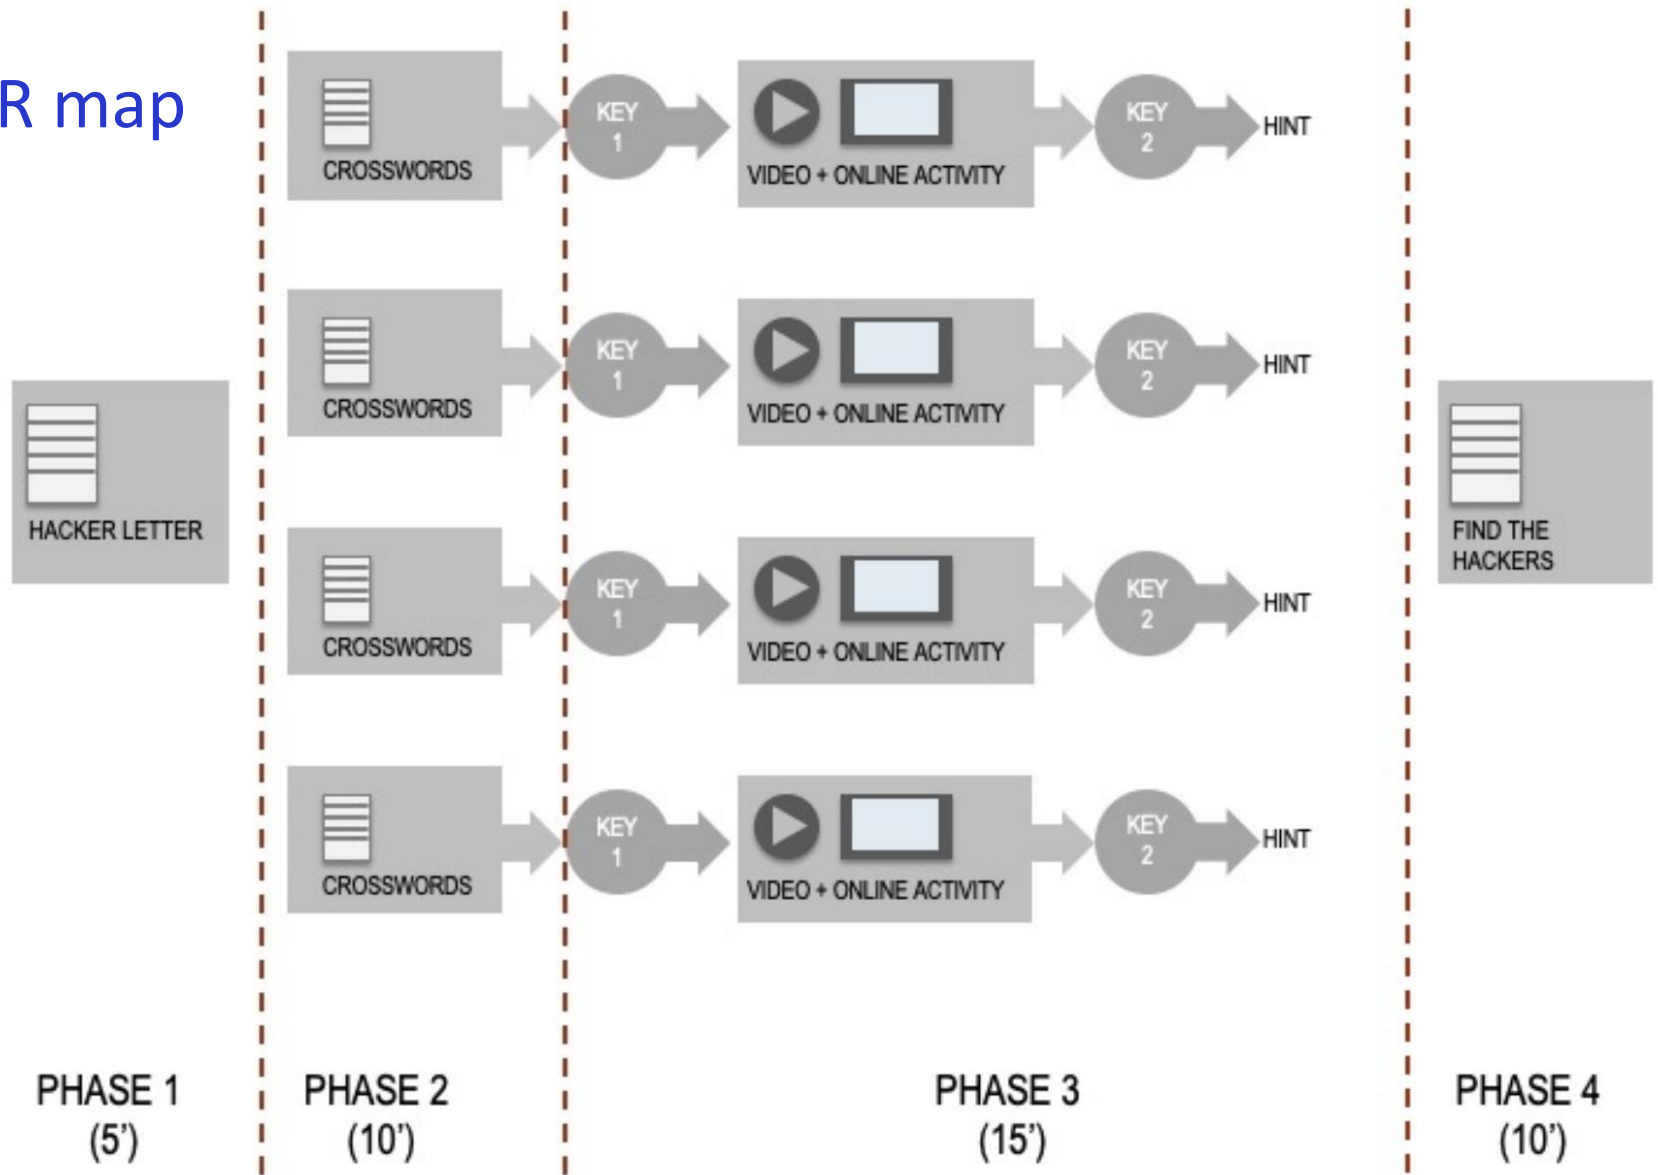 R map
CROSSWORDS
KEY
1
VIDEO + ONLINE ACTIVITY
KEY
2
HINT
CROSSWORDS
KEY
1
VIDEO + ONLINE ACTIVITY
KEY
2
HINT
HACKER LETTER
FIND THE
HACKERS
CROSSWORDS
KEY
1
VIDEO + ONLINE ACTIVITY
KEY
2
HINT
CROSSWORDS
KEY
1
VIDEO + ONLINE ACTIVITY
KEY
2
HINT
PHASE 1
(5’)
PHASE 2
(10’)
PHASE 3
(15’)
PHASE 4
(10’)